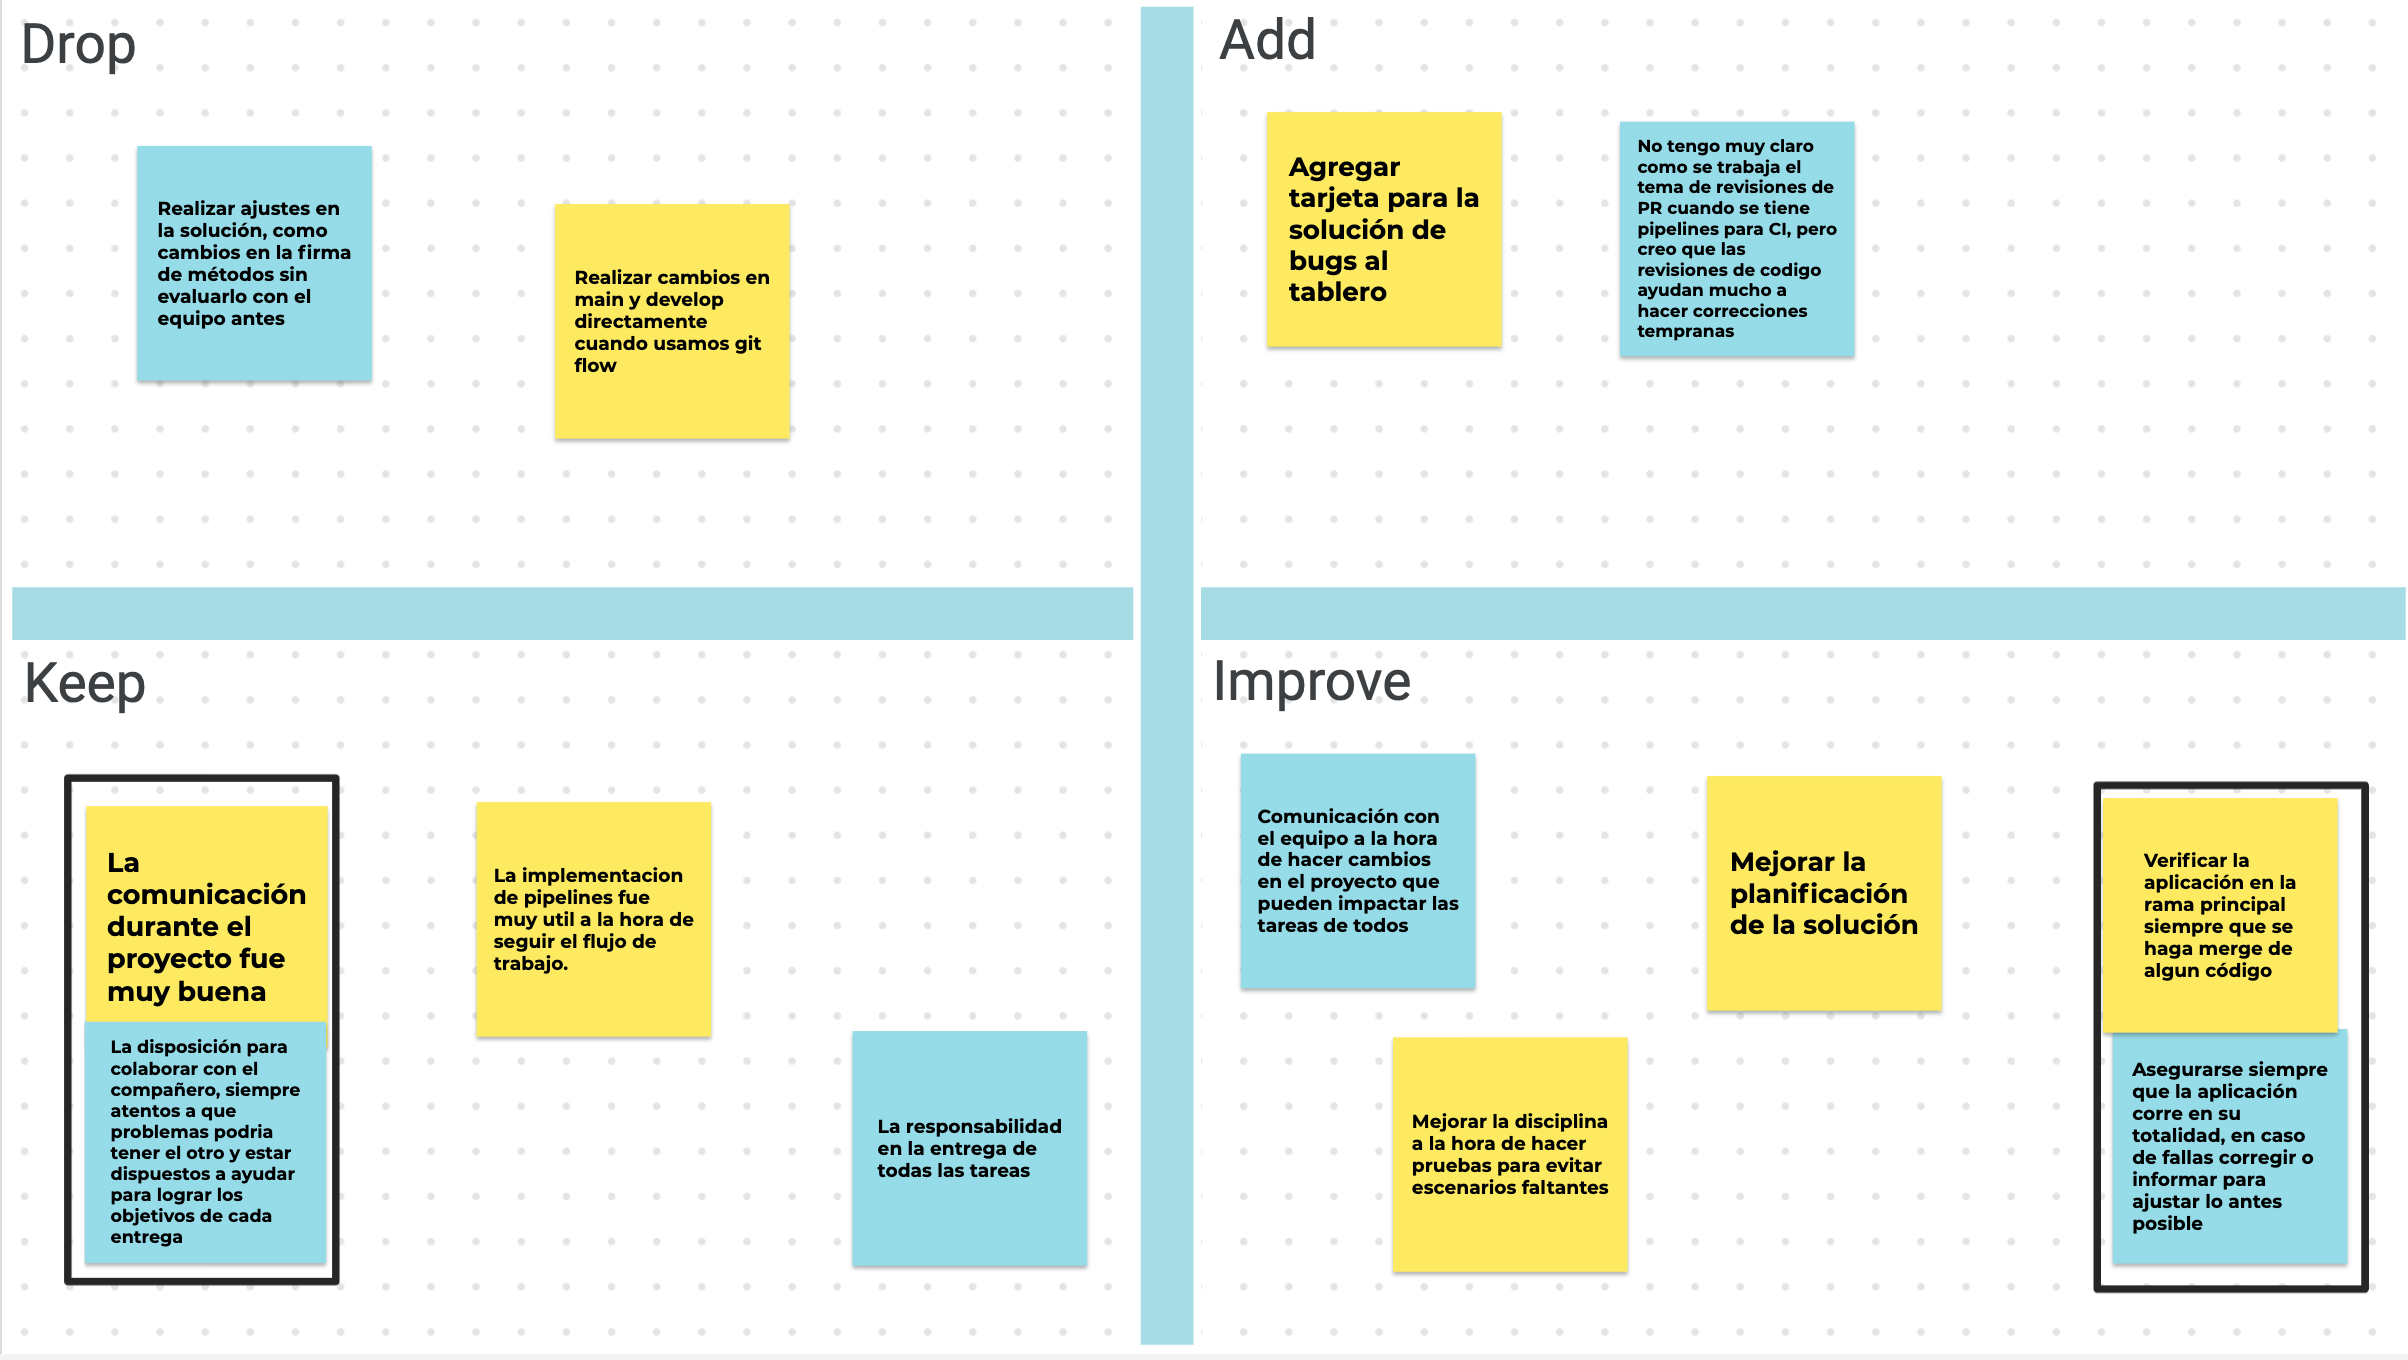 Drop
Realizar ajustes en
la solución, como
cambios en la firma
de métodos sin
evaluarlo con el
equipo antes
Realizar cambios en
main y develop
directamente
cuando usamos git
flow
Add
Agregar
tarjeta para la
solución de
bugs al
tablero
No tengo muy claro
como se trabaja el
tema de revisiones de
PR cuando se tiene
pipelines para CI, pero
creo que las
revisiones de codigo
ayudan mucho a
hacer correcciones
tempranas
Keep
La
comunicación
durante el
proyecto fue
muy buena
La disposición para
colaborar con el
compañero, siempre
atentos a que
problemas podria
tener el otro y estar
dispuestos a ayudar
para lograr los
objetivos de cada
entrega
La implementacion
de pipelines fue
muy util a la hora de
seguir el flujo de
trabajo.
La responsabilidad
en la entrega de
todas las tareas
Improve
Comunicación con
el equipo a la hora
de hacer cambios
en el proyecto que
pueden impactar las
tareas de todos
Mejorar la
planificación
de la solución
Mejorar la disciplina
a la hora de hacer
pruebas para evitar
escenarios faltantes
Verificar la
aplicación en la
rama principal
siempre que se
haga merge de
algun código
Asegurarse siempre
que la aplicación
corre en su
totalidad, en caso
de fallas corregir o
informar para
ajustar lo antes
posible